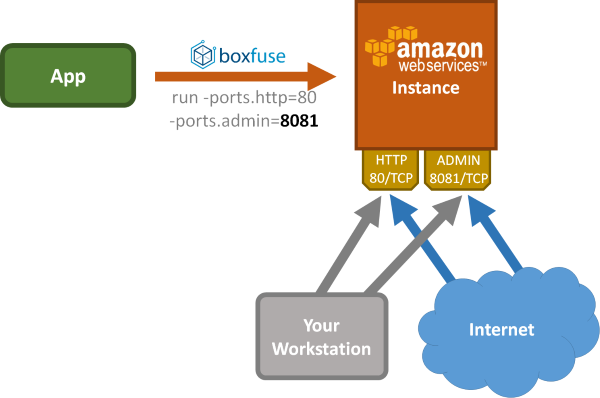 App
boxfuse
run -ports.http=80
-ports.admin=8081
amazon
webservices™
Instance
HTTP
80/TCP
ADMIN
8081/TCP
Your
Workstation
Internet